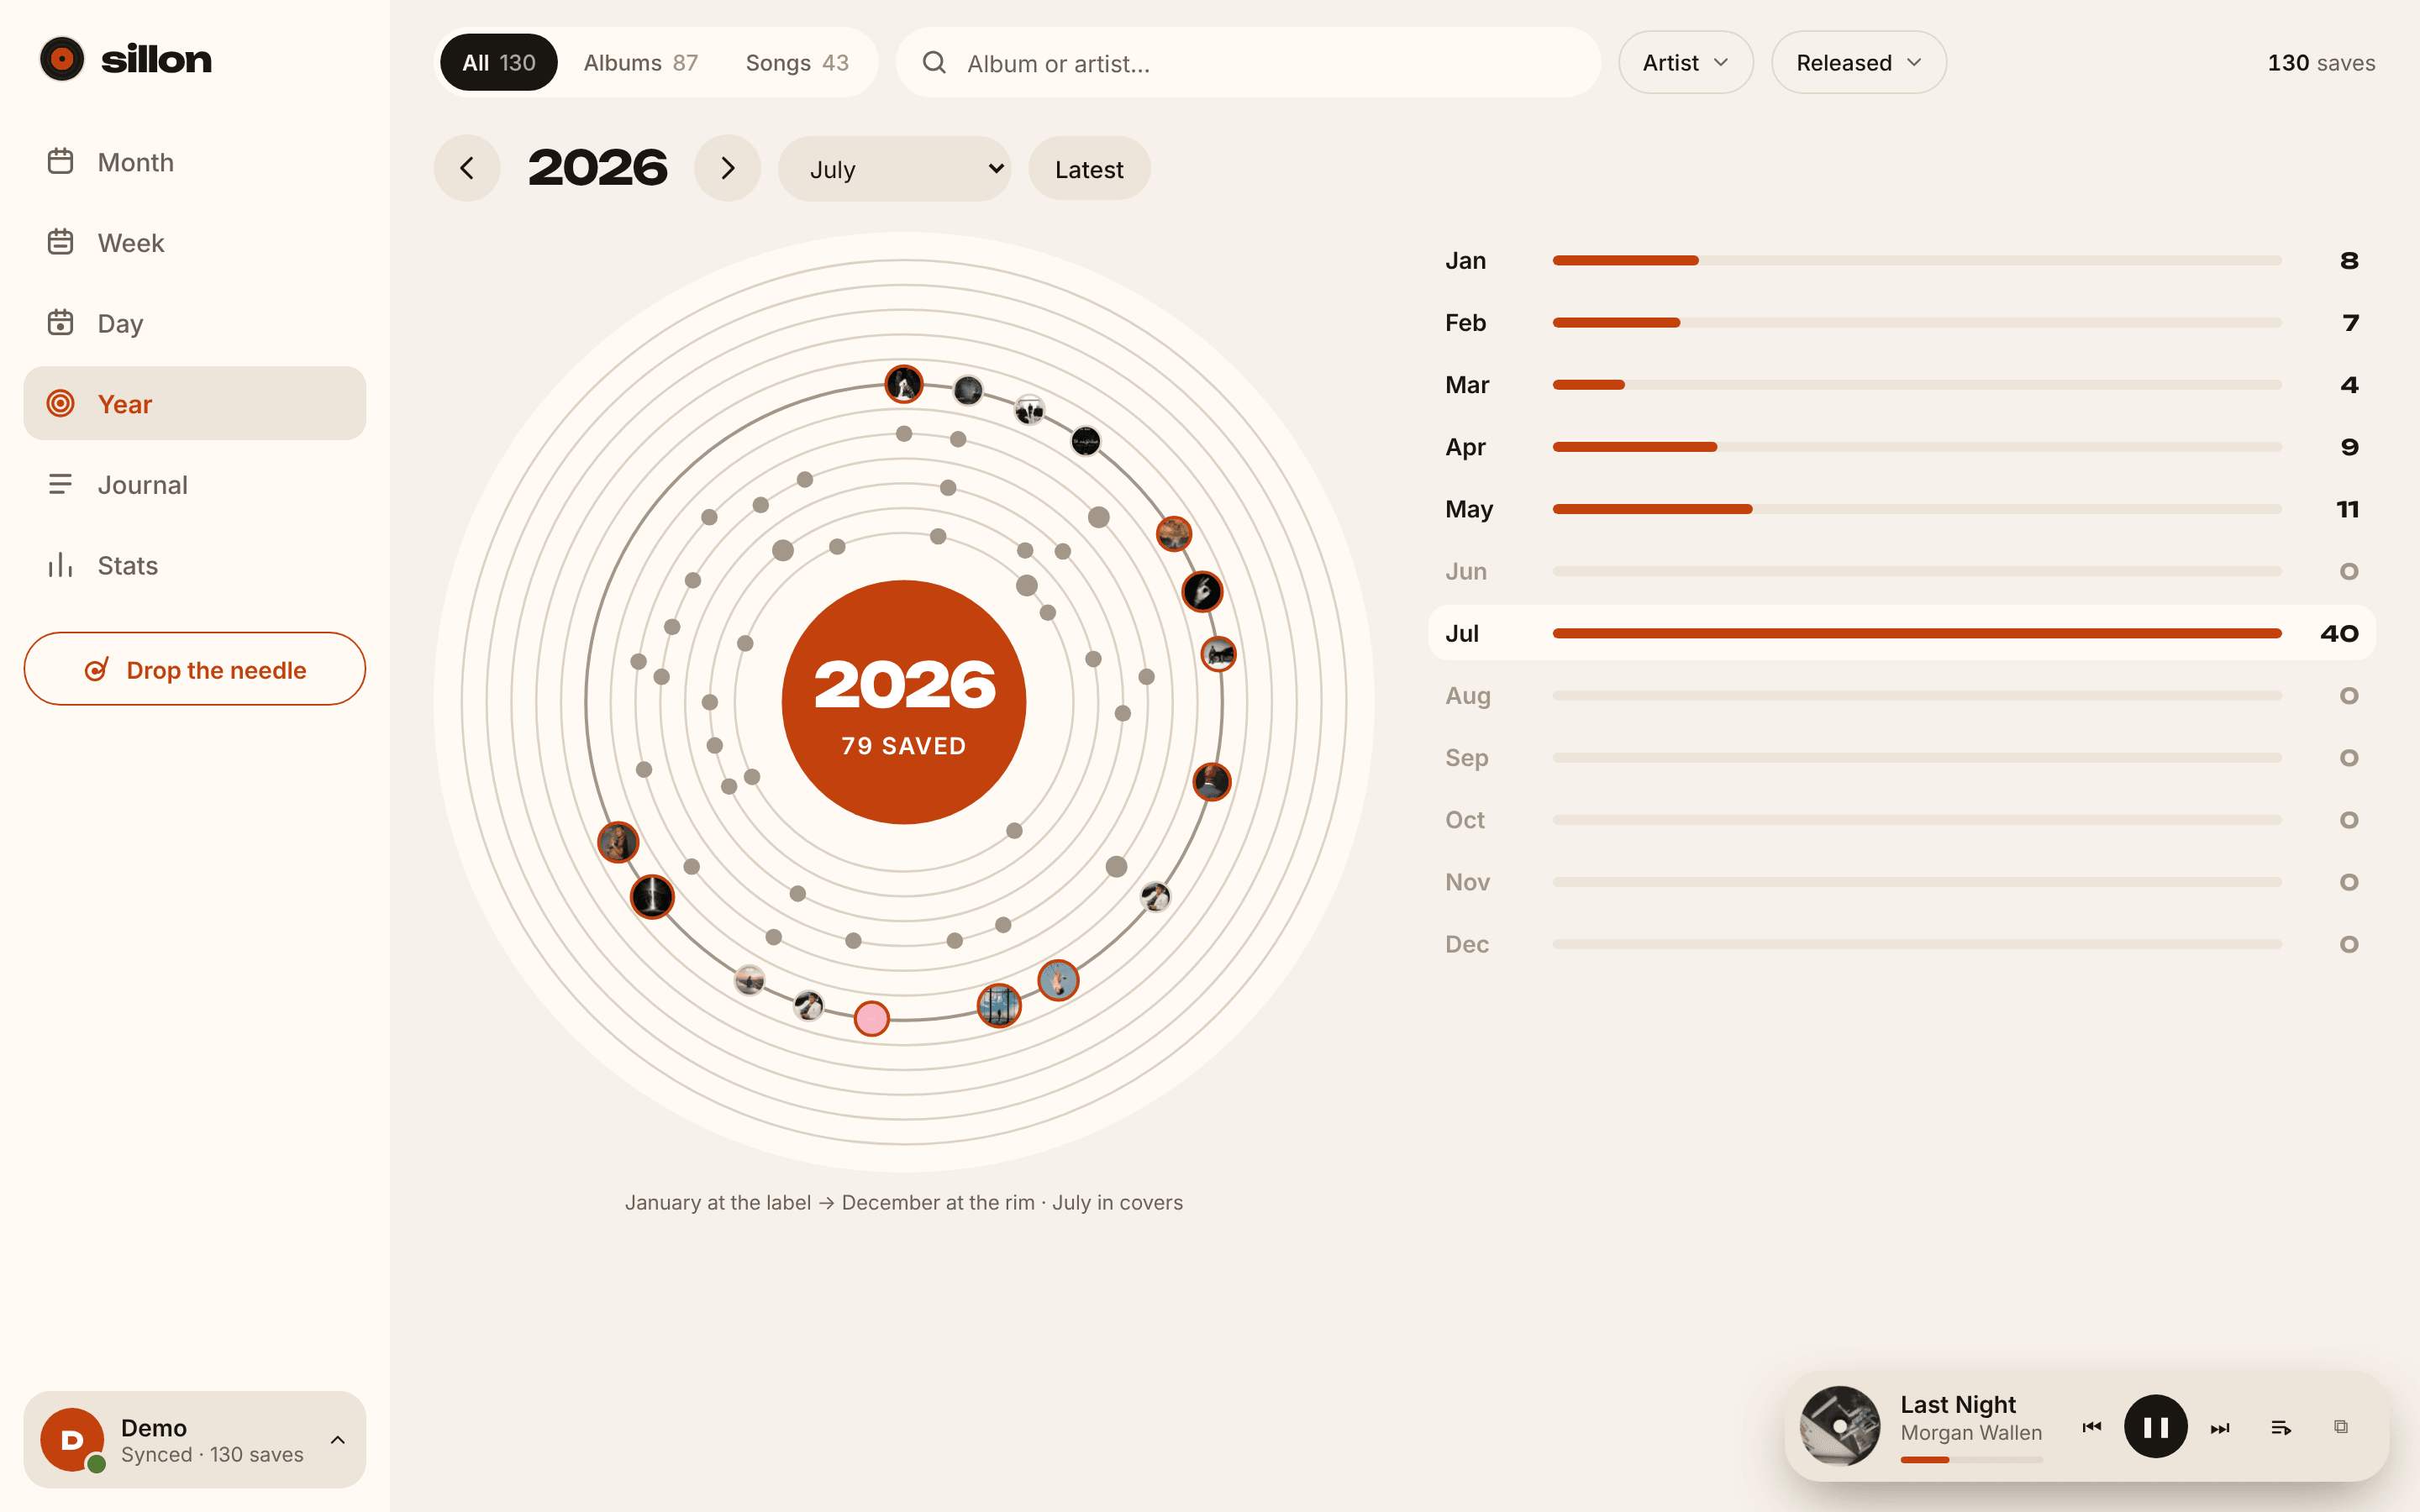 sillon
Month
Week
Day
Year
Journal
Stats
Drop the needle
Demo
Synced · 130 saves
D
All 130
Albums 87
Songs 43
Album or artist...
Artist
Released
130 saves
2026
July
Latest
2026
79 SAVED
January at the label → December at the rim · July in covers
Jan 8
Feb 7
Mar 4
Apr 9
May 11
Jun 0
Jul 40
Aug 0
Sep 0
Oct 0
Nov 0
Dec 0
Last Night
Morgan Wallen